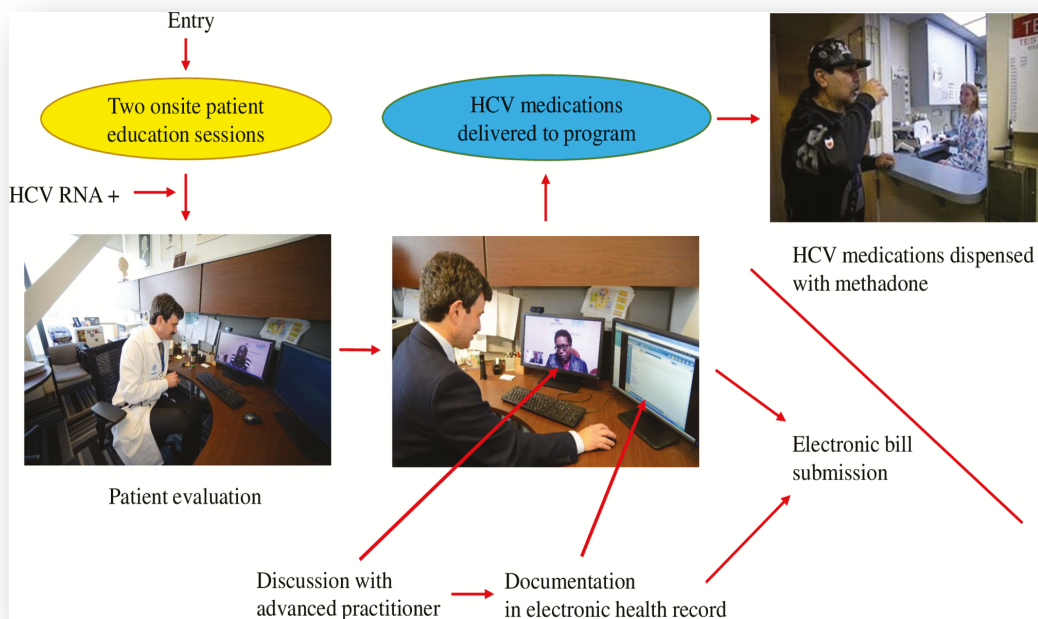 Entry
Two onsite patient
education sessions
HCV RNA +
Patient evaluation
HCV medications
delivered to program
HCV medications dispensed
with methadone
Electronic bill
submission
Discussion with
advanced practitioner
Documentation
in electronic health record